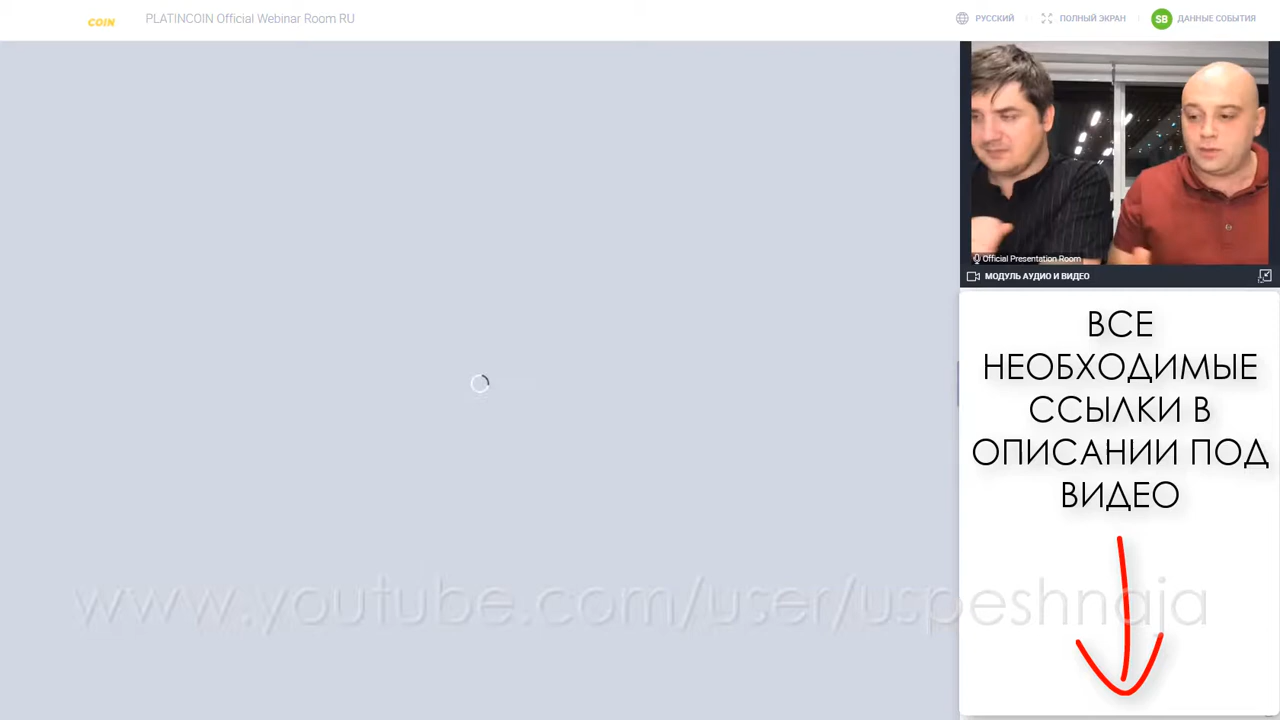 COIN
PLATINCOIN Official Webinar Room RU
РУССКИЙ
ПОЛНЫЙ ЭКРАН
SB
ДАННЫЕ СОБЫТИЯ
Official Presentation Room
МОДУЛЬ АУДИО И ВИДЕО
ВСЕ
НЕОБХОДИМЫЕ
ССЫЛКИ В
ОПИСАНИИ ПОД
ВИДЕО
www.youtube.com/user/uspeshnaja